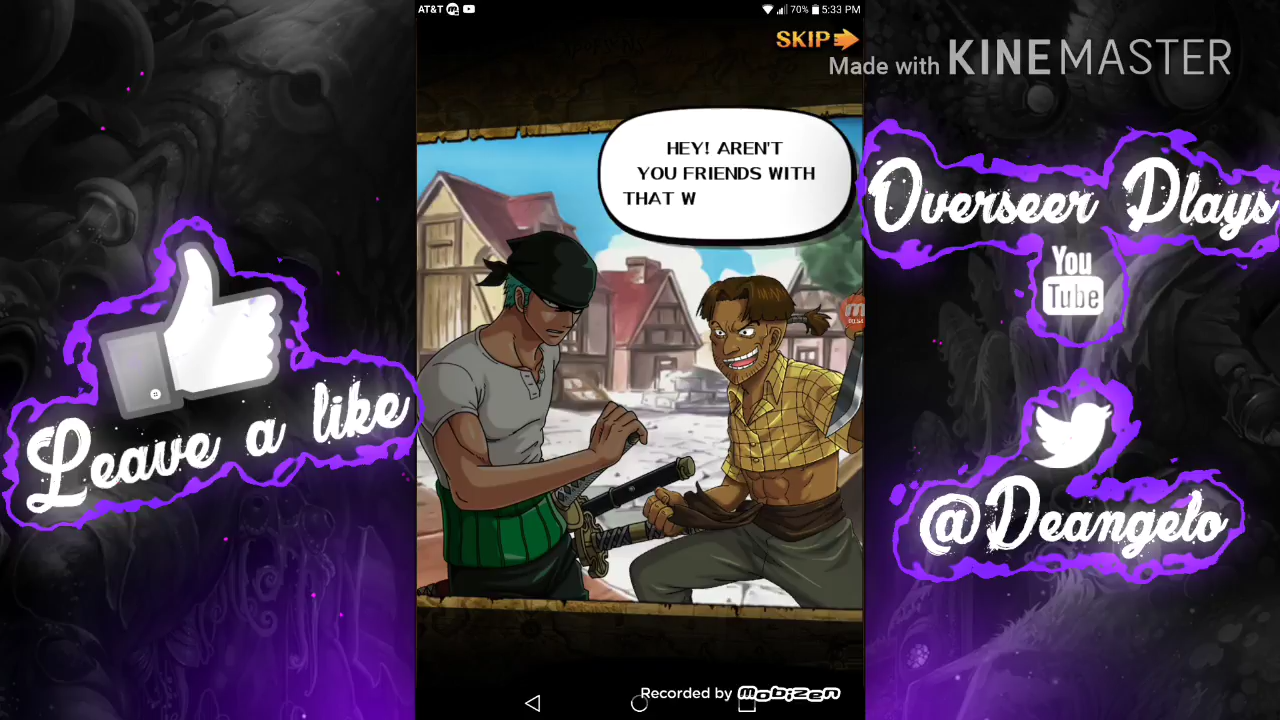 AT&T
70% 5:33 PM
SKIP
Made with KINEMASTER
HEY! AREN'T
YOU FRIENDS WITH
THAT W
Overseer Plays
You
Tube
Leave a like
@Deangelo
Recorded by mobizen